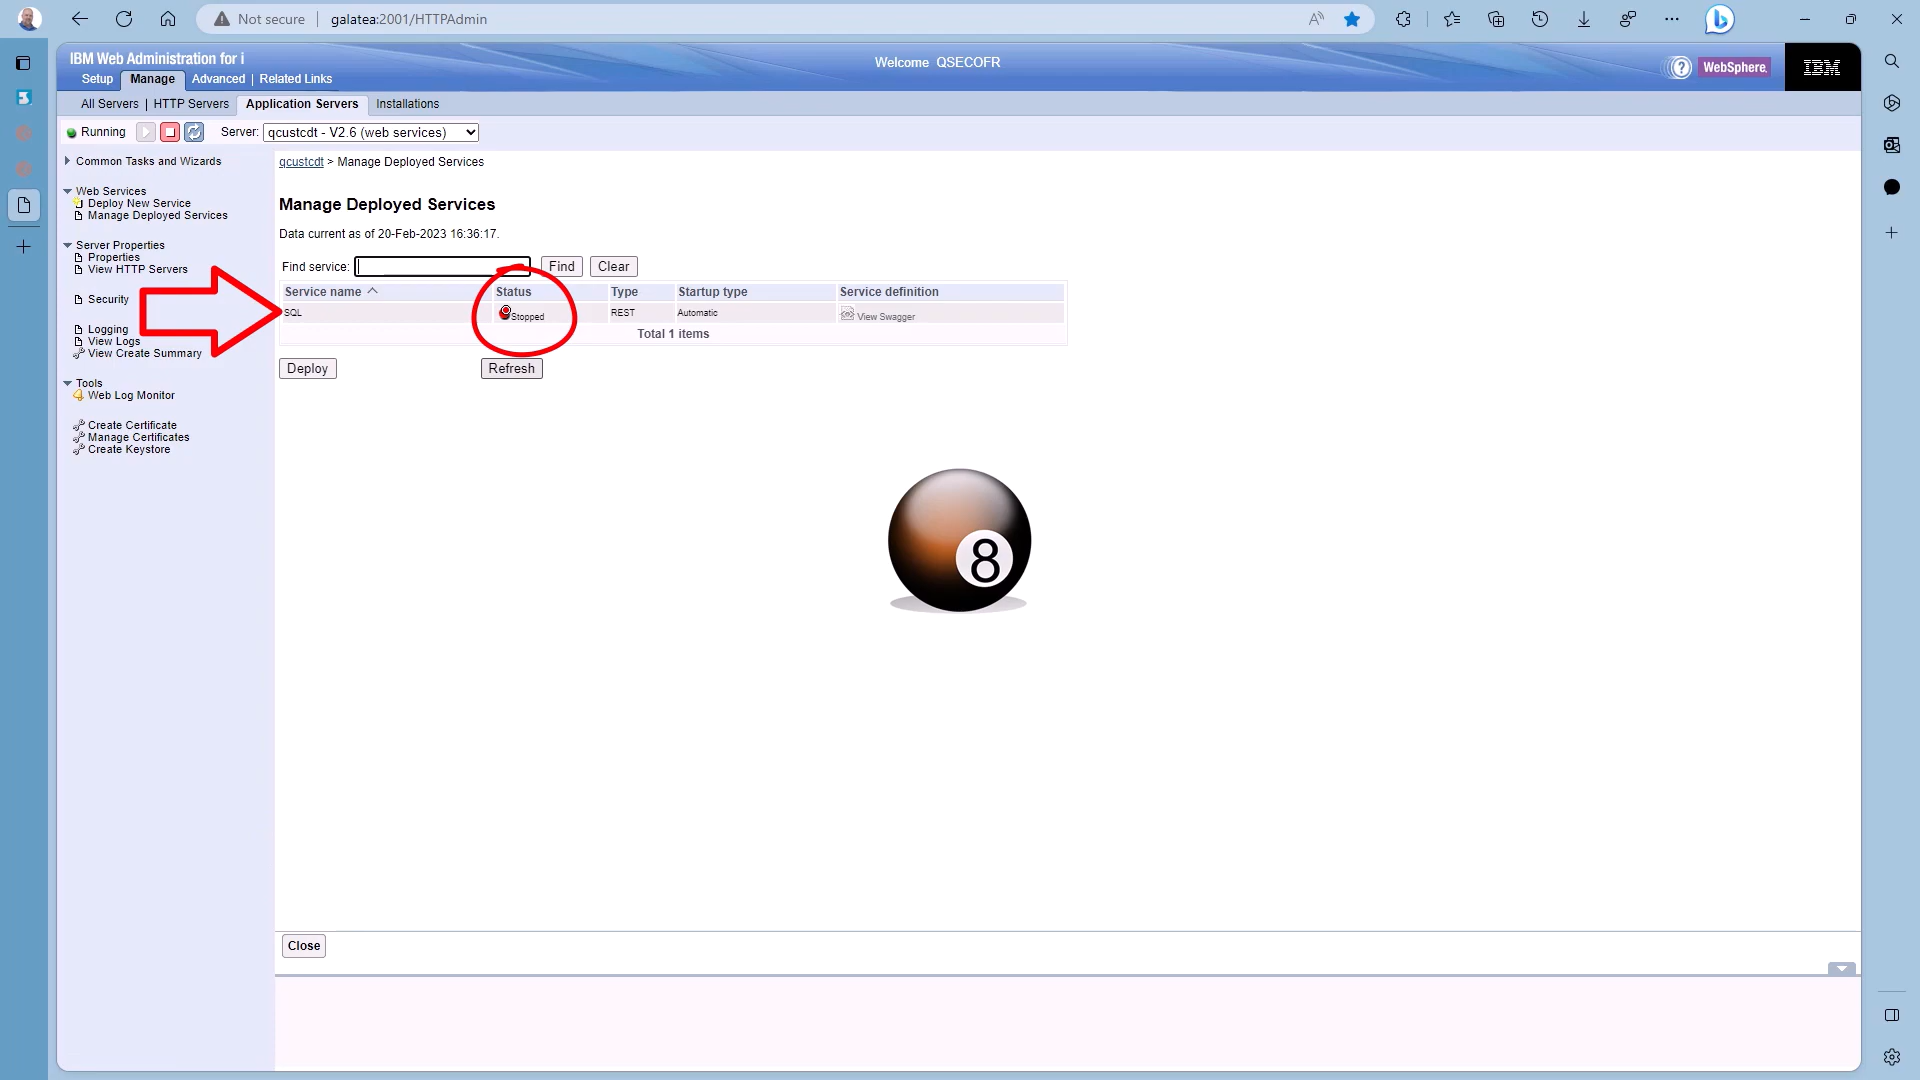 Not secure | galatea:2001/HTTPAdmin
IBM Web Administration for i
Welcome QSECOFR
WebSphere.
IBM
Setup Manage Advanced | Related Links
All Servers | HTTP Servers Application Servers Installations
Running Server: qcustcdt - V2.6 (web services)
Common Tasks and Wizards
Web Services
Deploy New Service
Manage Deployed Services
Server Properties
Properties
View HTTP Servers
Security
Logging
View Logs
View Create Summary
Tools
Web Log Monitor
Create Certificate
Manage Certificates
Create Keystore
qcustcdt > Manage Deployed Services
Manage Deployed Services
Data current as of 20-Feb-2023 16:36:17.
Find service: Find Clear
Service name Status Type Startup type Service definition
SQL Stopped REST Automatic View Swagger
Total 1 items
Deploy Refresh
8
Close